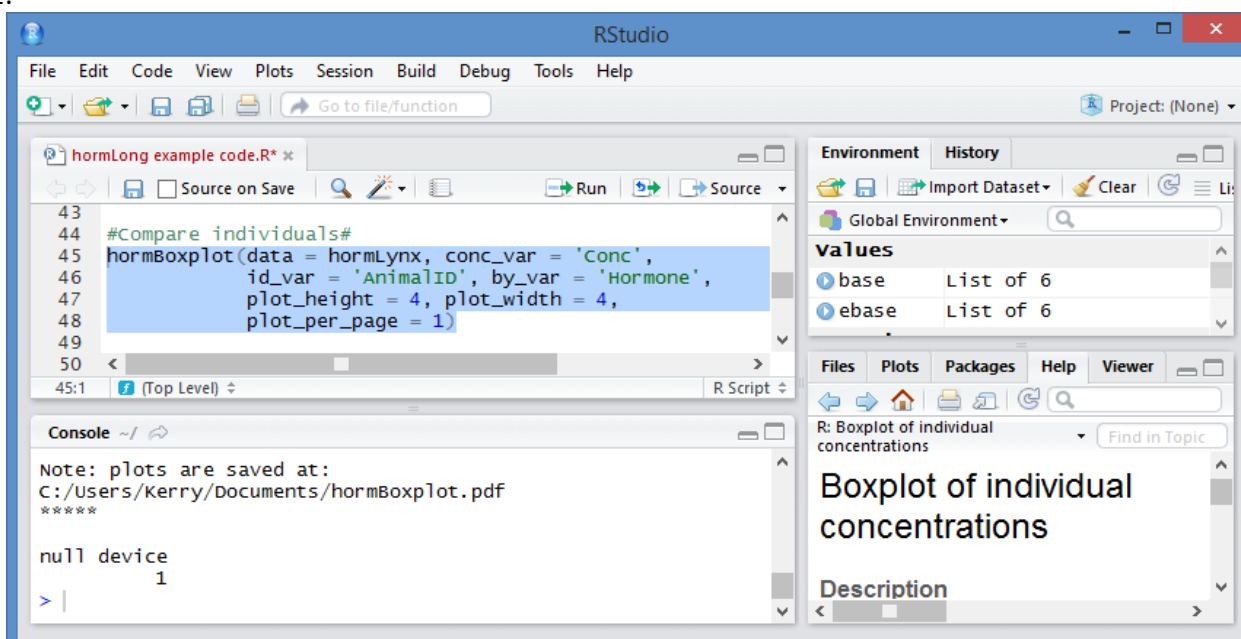 RStudio
File Edit Code View Plots Session Build Debug Tools Help
Go to file/function
Project: (None)
hormLong example code.R*
Source on Save
Run
Source
43
44 #Compare individuals#
45 hormBoxplot(data = hormLynx, conc_var = 'Conc',
46 id_var = 'AnimalID', by_var = 'Hormone',
47 plot_height = 4, plot_width = 4,
48 plot_per_page = 1)
49
50
45:1 (Top Level) R Script
Console ~/
Note: plots are saved at:
C:/Users/Kerry/Documents/hormBoxplot.pdf
*****
null device
1
>
Environment History
Import Dataset Clear Li
Global Environment
Values
base List of 6
ebase List of 6
Files Plots Packages Help Viewer
R: Boxplot of individual
concentrations
Find in Topic
Boxplot of individual
concentrations
Description